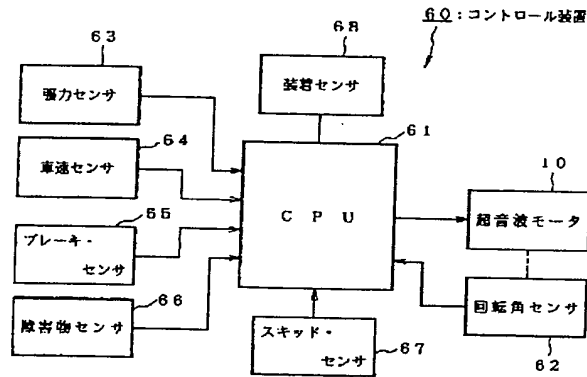 60:コントロール装置
63
張力センサ
68
装着センサ
64
車速センサ
61
CPU
10
超音波モータ
65
ブレーキ・
センサ
66
障害物センサ
スキッド・
センサ
67
回転角センサ
62